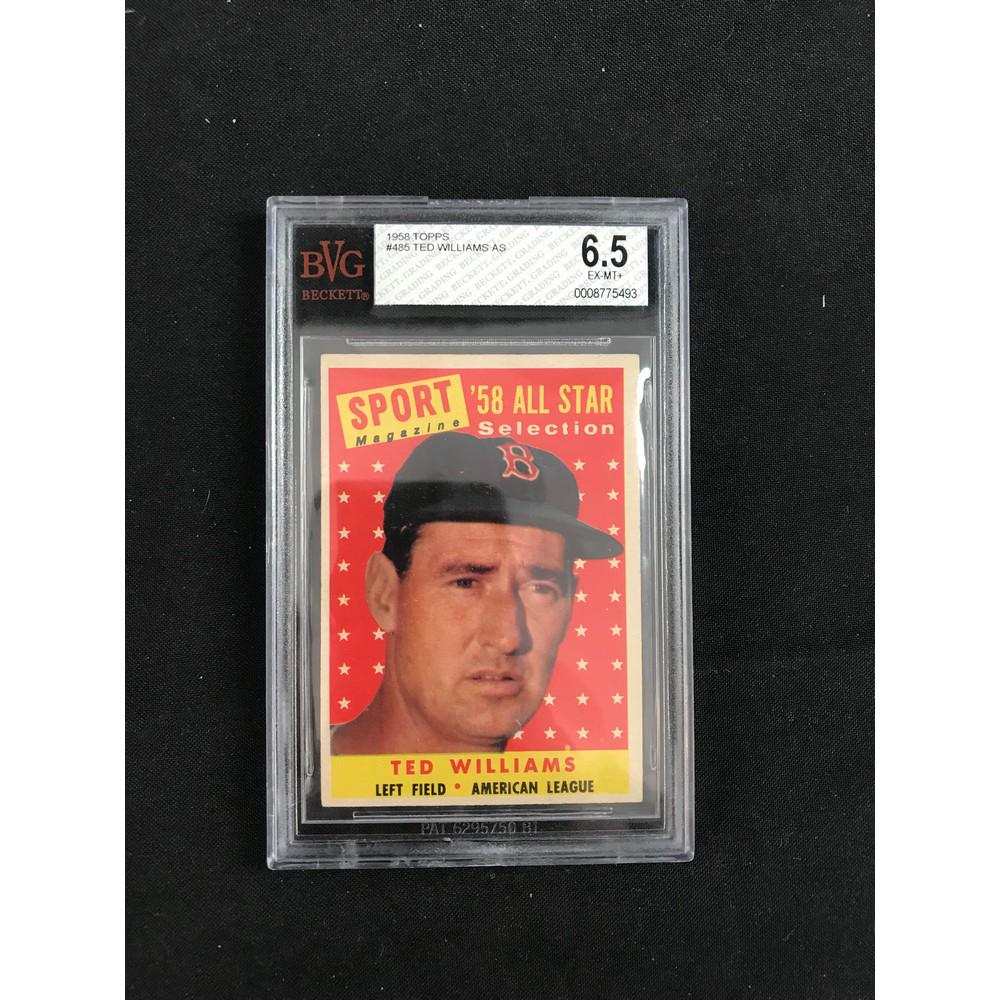 BVG
BECKETT®
1958 TOPPS
#485 TED WILLIAMS AS
6.5
EX-MT+
0008775493
SPORT
Magazine
'58 ALL STAR
Selection
B
TED WILLIAMS
LEFT FIELD • AMERICAN LEAGUE